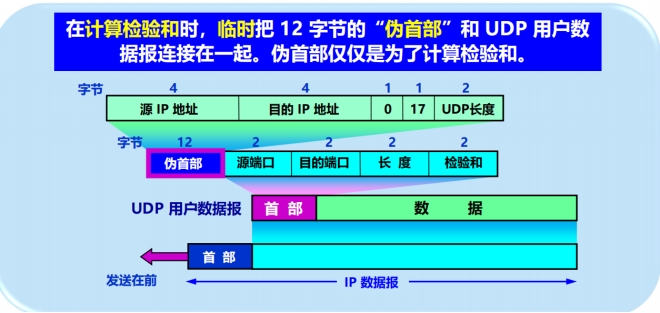 在计算检验和时，临时把 12 字节的“伪首部”和 UDP 用户数
据报连接在一起。伪首部仅仅是为了计算检验和。
字节 4 4 1 1 2
源 IP 地址 目的 IP 地址 0 17 UDP长度
字节 12 2 2 2 2
伪首部 源端口 目的端口 长 度 检验和
UDP 用户数据报 首 部 数 据
首 部
发送在前 IP 数据报